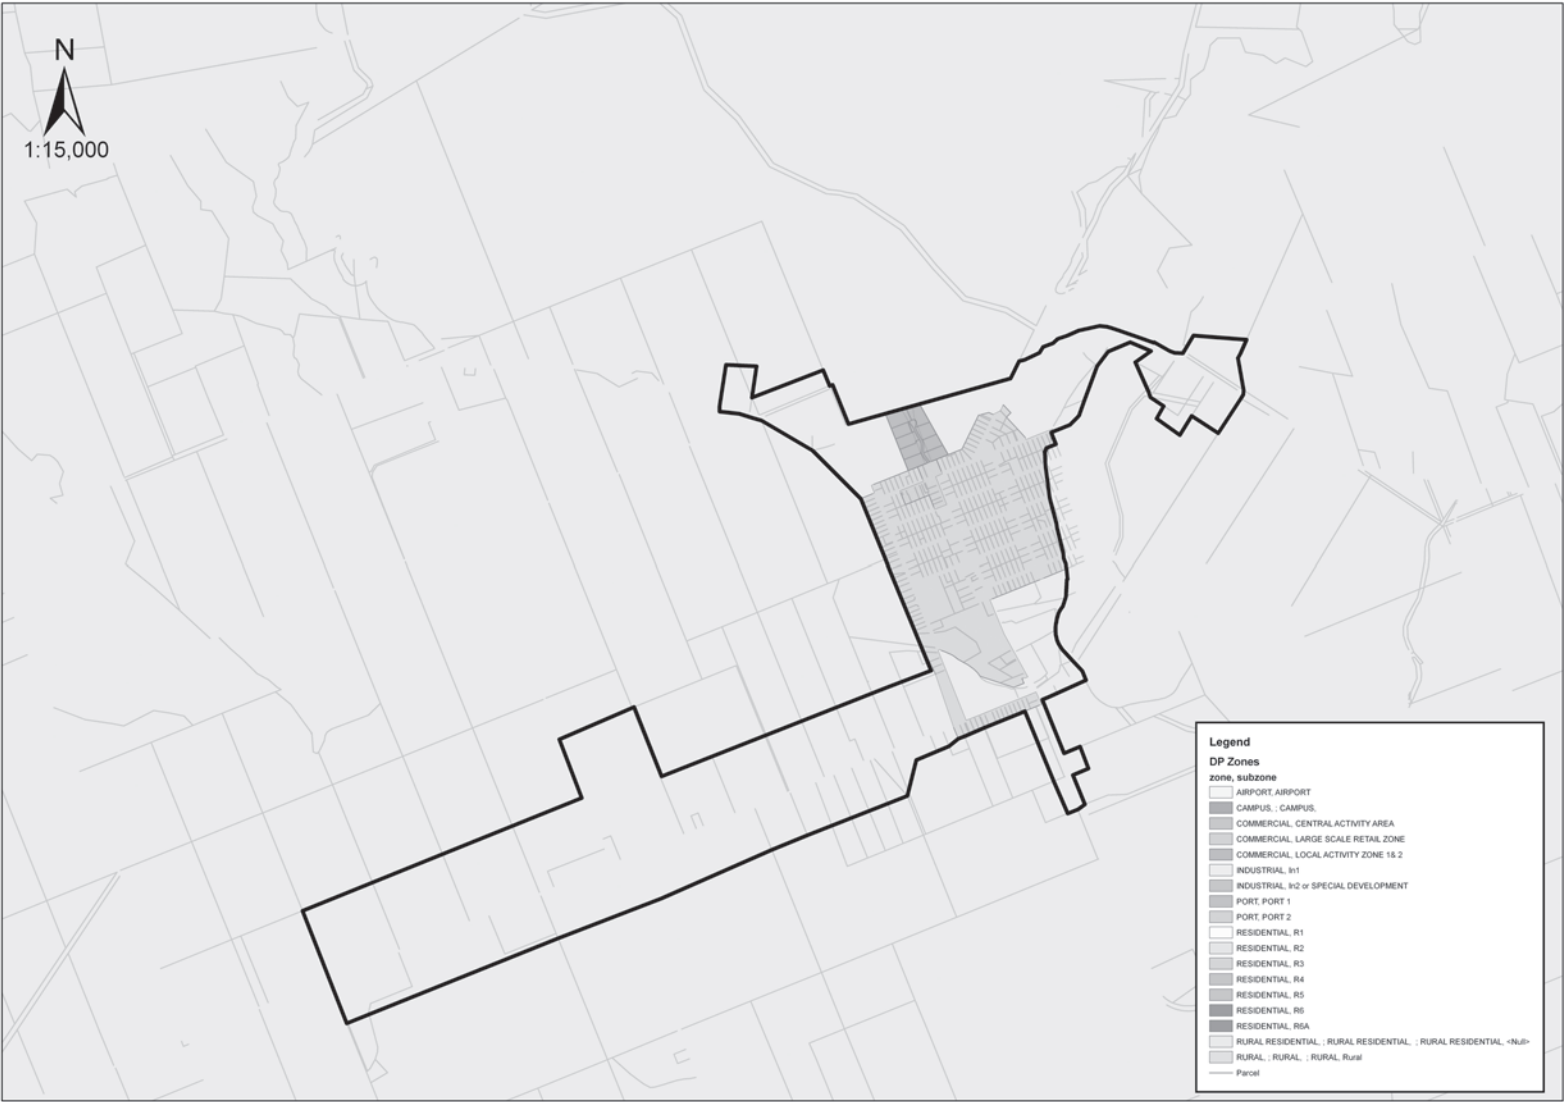 N
1:15,000
Legend
DP Zones
zone, subzone
AIRPORT, AIRPORT
CAMPUS, ; CAMPUS,
COMMERCIAL, CENTRAL ACTIVITY AREA
COMMERCIAL, LARGE SCALE RETAIL ZONE
COMMERCIAL, LOCAL ACTIVITY ZONE 1& 2
INDUSTRIAL, In1
INDUSTRIAL, In2 or SPECIAL DEVELOPMENT
PORT, PORT 1
PORT, PORT 2
RESIDENTIAL, R1
RESIDENTIAL, R2
RESIDENTIAL, R3
RESIDENTIAL, R4
RESIDENTIAL, R5
RESIDENTIAL, R6
RESIDENTIAL, R6A
RURAL RESIDENTIAL, ; RURAL RESIDENTIAL, ; RURAL RESIDENTIAL, <Null>
RURAL, ; RURAL, ; RURAL, Rural
Parcel